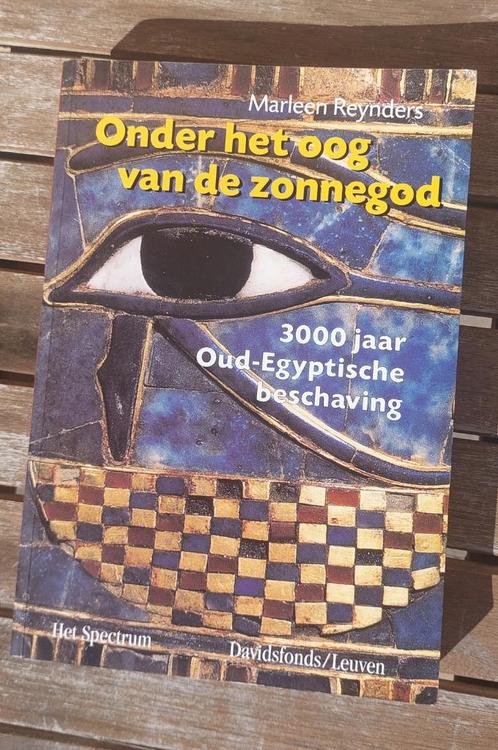 Marleen Reynders
Onder het oog
van de zonnegod
3000 jaar
Oud-Egyptische
beschaving
Het Spectrum
Davidsfonds/Leuven